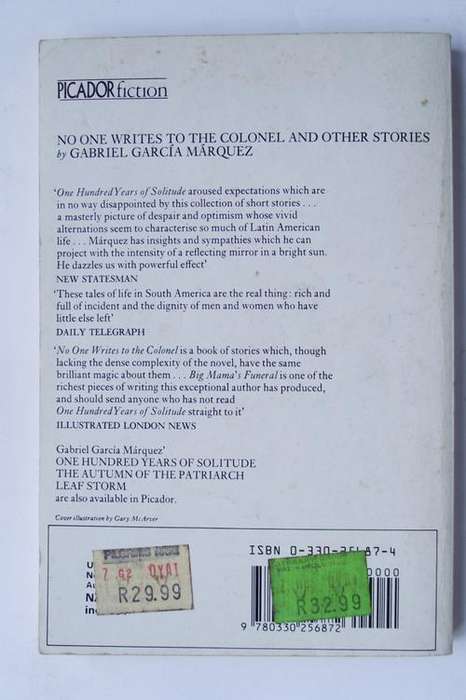 PICADOR fiction
NO ONE WRITES TO THE COLONEL AND OTHER STORIES
by GABRIEL GARCÍA MÁRQUEZ
'One Hundred Years of Solitude aroused expectations which are
in no way disappointed by this collection of short stories . . .
a masterly picture of despair and optimism whose vivid
alternations seem to characterise so much of Latin American
life . . . Márquez has insights and sympathies which he can
project with the intensity of a reflecting mirror in a bright sun.
He dazzles us with powerful effect'
NEW STATESMAN
'These tales of life in South America are the real thing: rich and
full of incident and the dignity of men and women who have
little else left'
DAILY TELEGRAPH
'No One Writes to the Colonel is a book of stories which, though
lacking the dense complexity of the novel, have the same
brilliant magic about them . . . Big Mama's Funeral is one of the
richest pieces of writing this exceptional author has produced,
and should send anyone who has not read
One Hundred Years of Solitude straight to it'
ILLUSTRATED LONDON NEWS
Gabriel García Márquez'
ONE HUNDRED YEARS OF SOLITUDE
THE AUTUMN OF THE PATRIARCH
LEAF STORM
are also available in Picador.
Cover illustration by Gary McArver
ISBN 0-330-25687-4
R29.99
R32.99
9 780330 256872